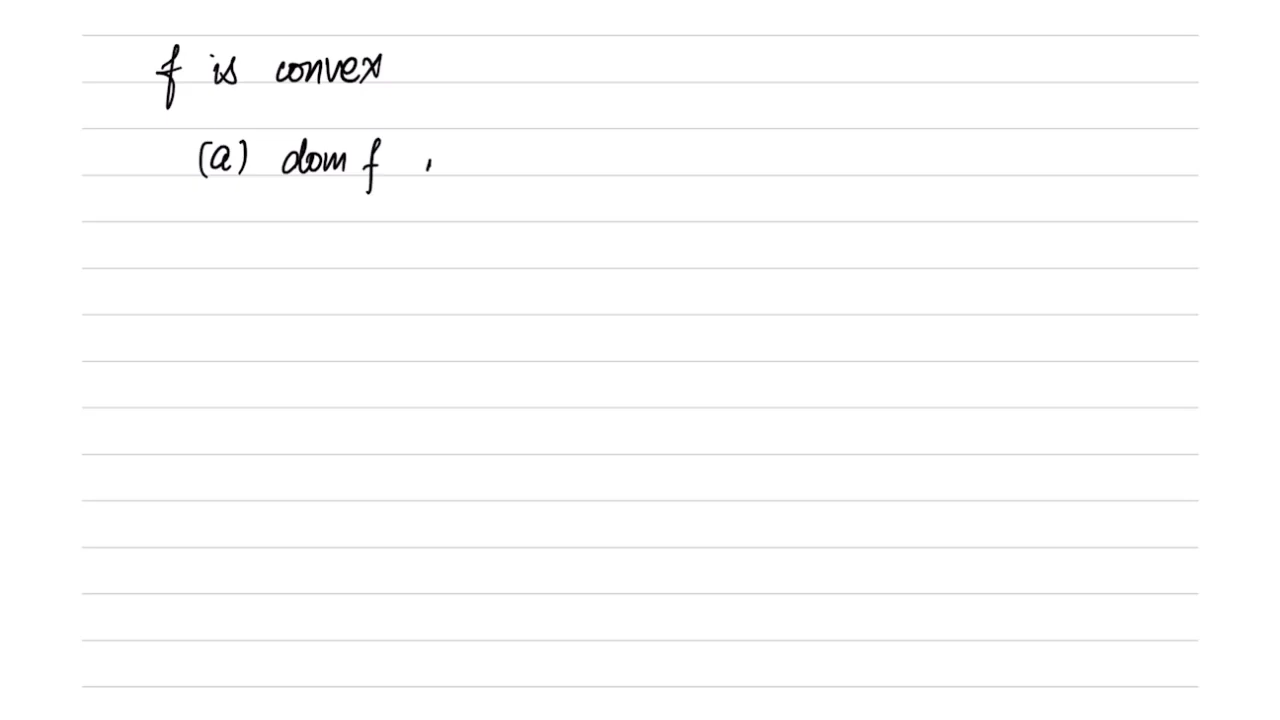 f is convex
(a) dom f